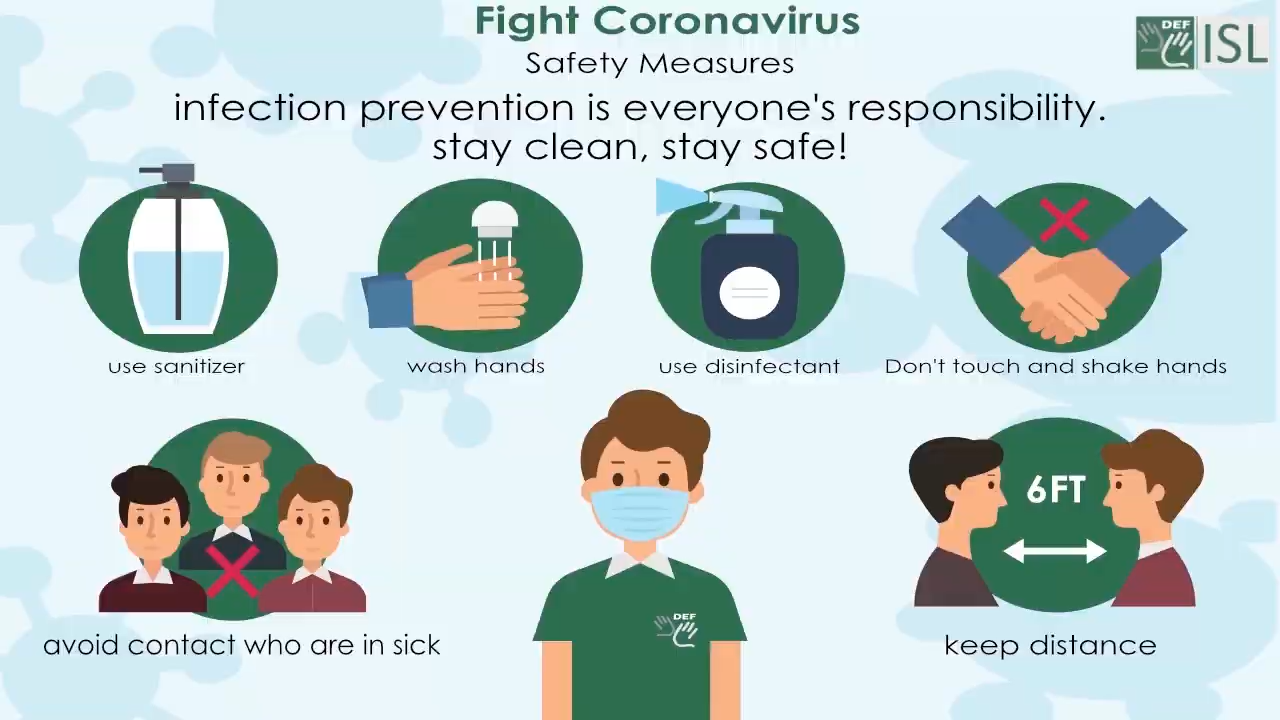 Fight Coronavirus
DEF
ISL
Safety Measures
infection prevention is everyone's responsibility.
stay clean, stay safe!
use sanitizer
wash hands
use disinfectant
Don't touch and shake hands
6FT
DEF
avoid contact who are in sick
keep distance